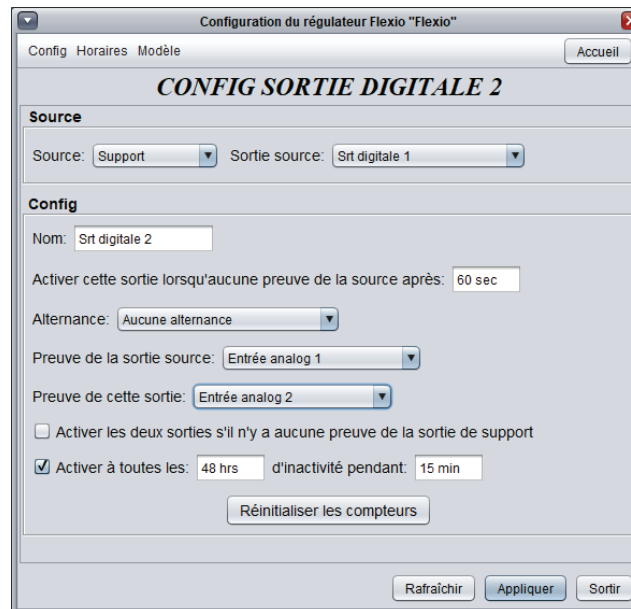 Configuration du régulateur Flexio "Flexio"
Config Horaires Modèle Accueil
CONFIG SORTIE DIGITALE 2
Source
Source: Support Sortie source: Srt digitale 1
Config
Nom: Srt digitale 2
Activer cette sortie lorsqu'aucune preuve de la source après: 60 sec
Alternance: Aucune alternance
Preuve de la sortie source: Entrée analog 1
Preuve de cette sortie: Entrée analog 2
Activer les deux sorties s'il n'y a aucune preuve de la sortie de support
Activer à toutes les: 48 hrs d'inactivité pendant: 15 min
Réinitialiser les compteurs
Rafraîchir Appliquer Sortir